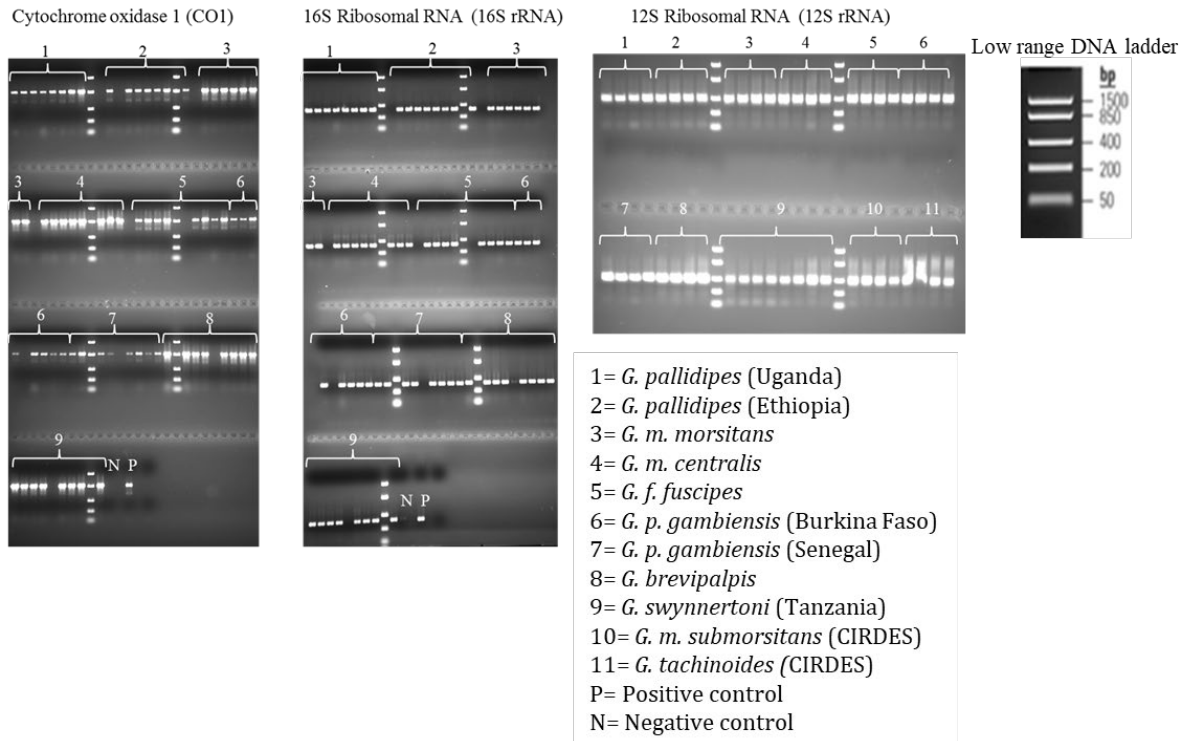 Cytochrome oxidase 1 (CO1)
16S Ribosomal RNA (16S rRNA)
12S Ribosomal RNA (12S rRNA)
1 2 3
1 2 3
1 2 3 4 5 6
Low range DNA ladder
bp
1500
850
400
200
50
3 4 5 6
3 4 5 6
7 8 9 10 11
6 7 8
6 7 8
9 N P
9 N P
1= G. pallidipes (Uganda)
2= G. pallidipes (Ethiopia)
3= G. m. morsitans
4= G. m. centralis
5= G. f. fuscipes
6= G. p. gambiensis (Burkina Faso)
7= G. p. gambiensis (Senegal)
8= G. brevipalpis
9= G. swynnertoni (Tanzania)
10= G. m. submorsitans (CIRDES)
11= G. tachinoides (CIRDES)
P= Positive control
N= Negative control